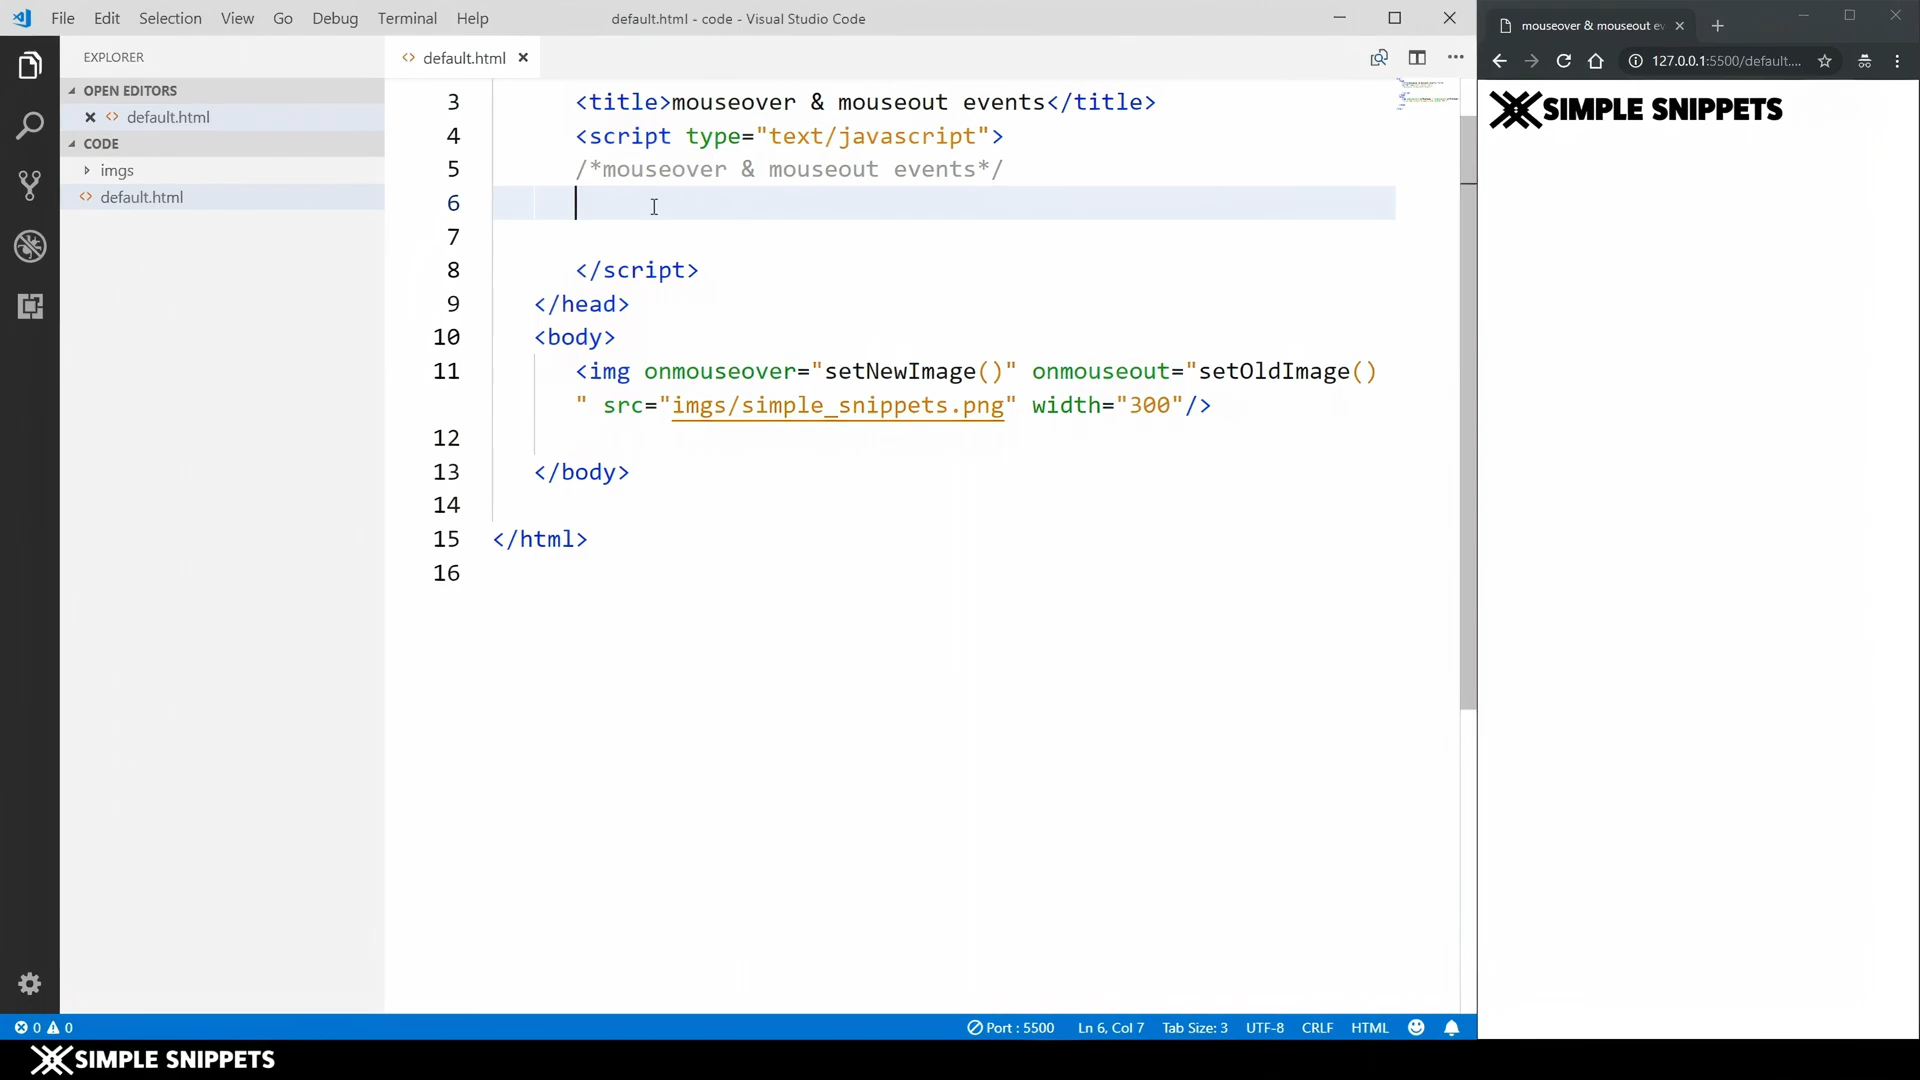 File Edit Selection View Go Debug Terminal Help
default.html - code - Visual Studio Code
mouseover & mouseout ev
EXPLORER
default.html
127.0.0.1:5500/default....
OPEN EDITORS
default.html
CODE
imgs
default.html
SIMPLE SNIPPETS
3 <title>mouseover & mouseout events</title>
4 <script type="text/javascript">
5 /*mouseover & mouseout events*/
6
7
8 </script>
9 </head>
10 <body>
11 <img onmouseover="setNewImage()" onmouseout="setOldImage()
" src="imgs/simple_snippets.png" width="300"/>
12
13 </body>
14
15 </html>
16
0 0
Port : 5500 Ln 6, Col 7 Tab Size: 3 UTF-8 CRLF HTML
SIMPLE SNIPPETS